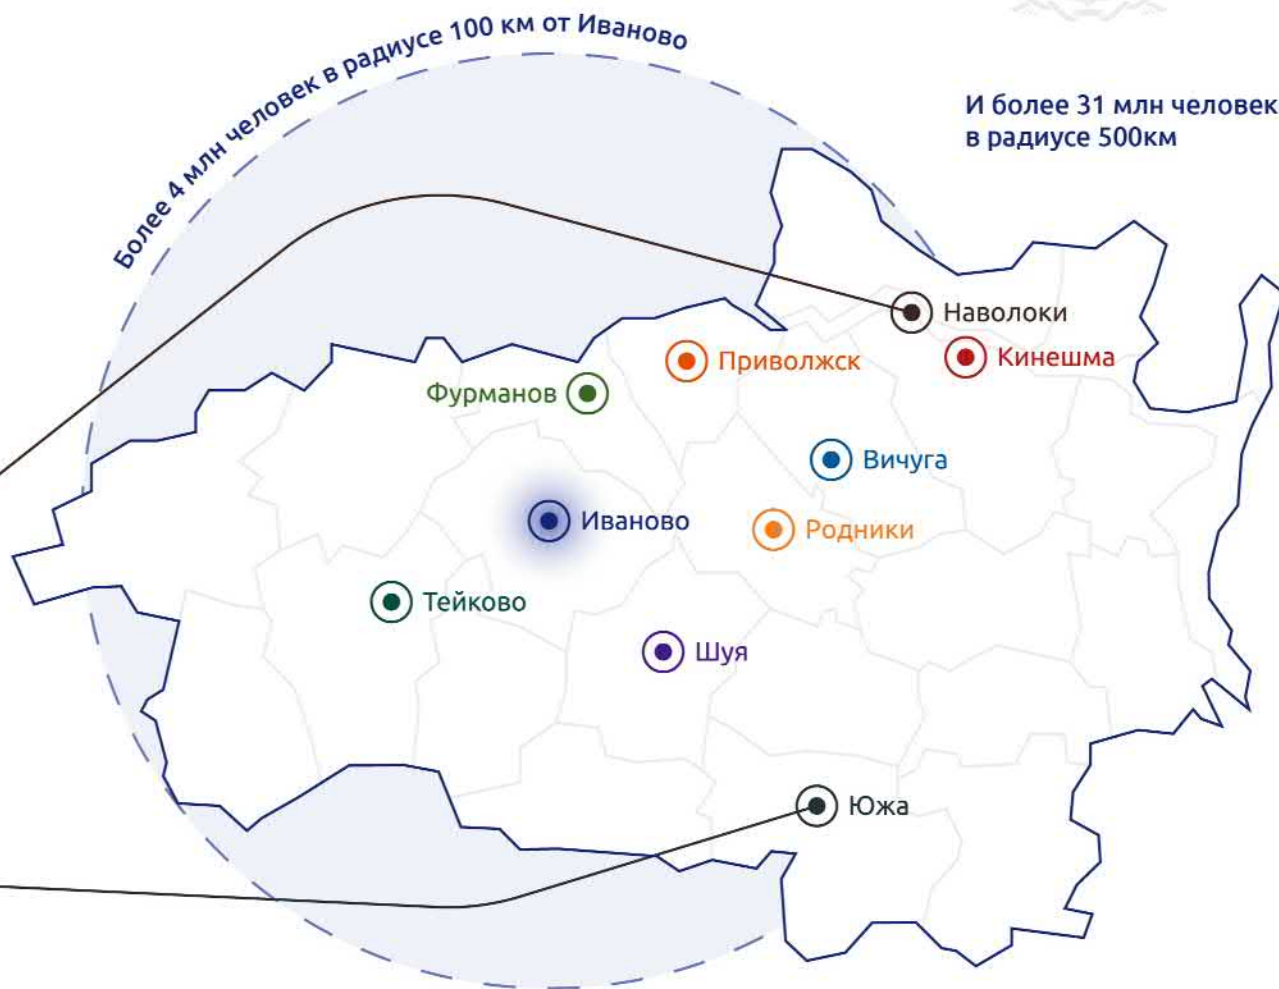 Более 4 млн человек в радиусе 100 км от Иваново
И более 31 млн человек
в радиусе 500км
Наволоки
Кинешма
Приволжск
Фурманов
Вичуга
Иваново
Родники
Тейково
Шуя
Южа